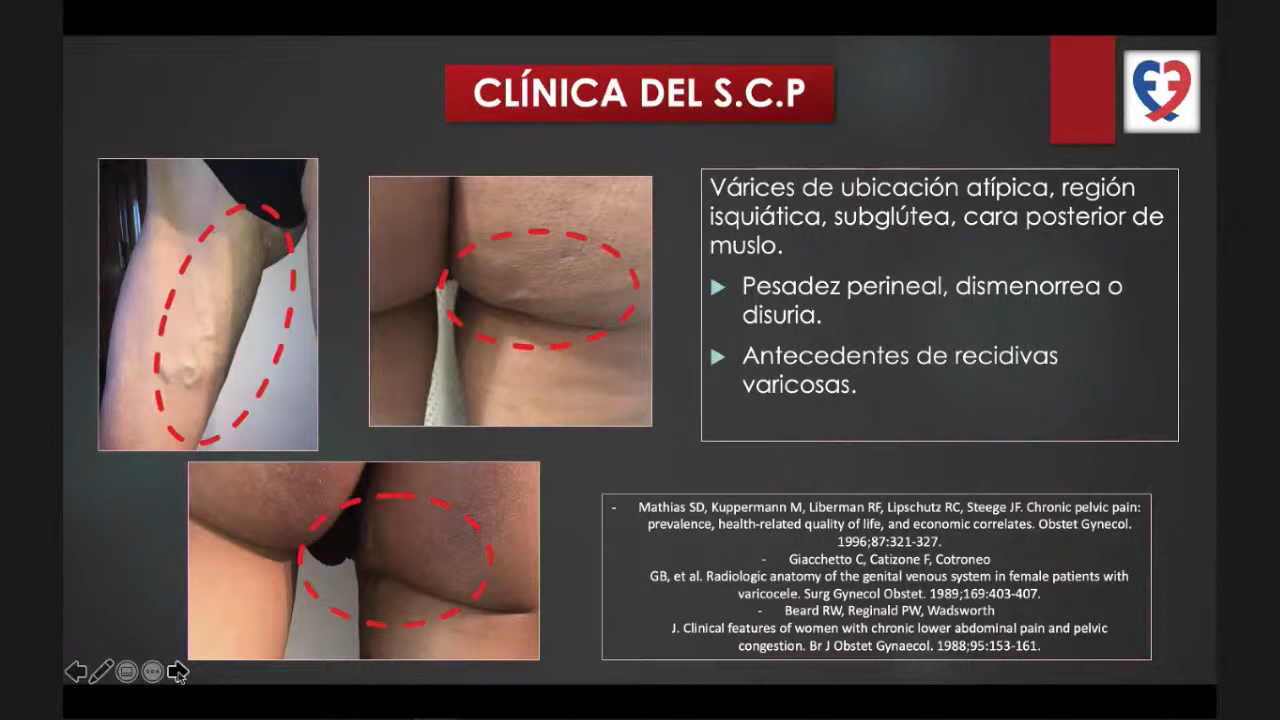 CLÍNICA DEL S.C.P
Várices de ubicación atípica, región
isquiática, subglútea, cara posterior de
muslo.
Pesadez perineal, dismenorrea o
disuria.
Antecedentes de recidivas
varicosas.
- Mathias SD, Kuppermann M, Liberman RF, Lipschutz RC, Steege JF. Chronic pelvic pain:
prevalence, health-related quality of life, and economic correlates. Obstet Gynecol.
1996;87:321-327.
- Giacchetto C, Catizone F, Cotroneo
GB, et al. Radiologic anatomy of the genital venous system in female patients with
varicocele. Surg Gynecol Obstet. 1989;169:403-407.
- Beard RW, Reginald PW, Wadsworth
J. Clinical features of women with chronic lower abdominal pain and pelvic
congestion. Br J Obstet Gynaecol. 1988;95:153-161.